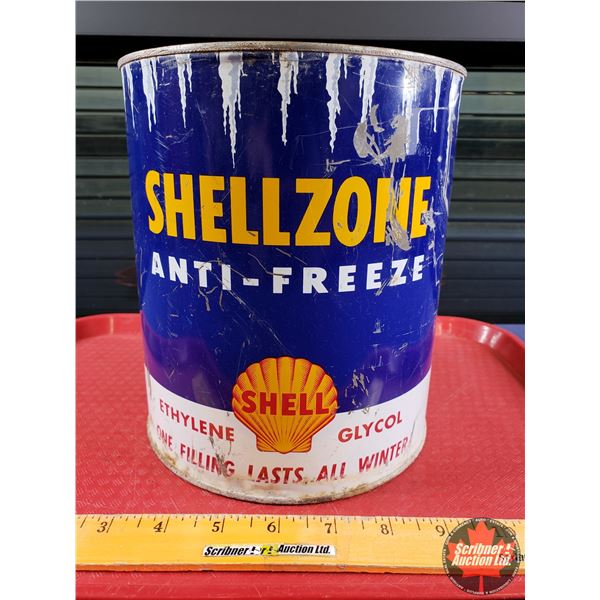 SHELLZONE
ANTI-FREEZE
SHELL
ETHYLENE GLYCOL
ONE FILLING LASTS ALL WINTER!
3 4 5 6 7 8 9
Scribner Auction Ltd.
Scribner
Auction Ltd.